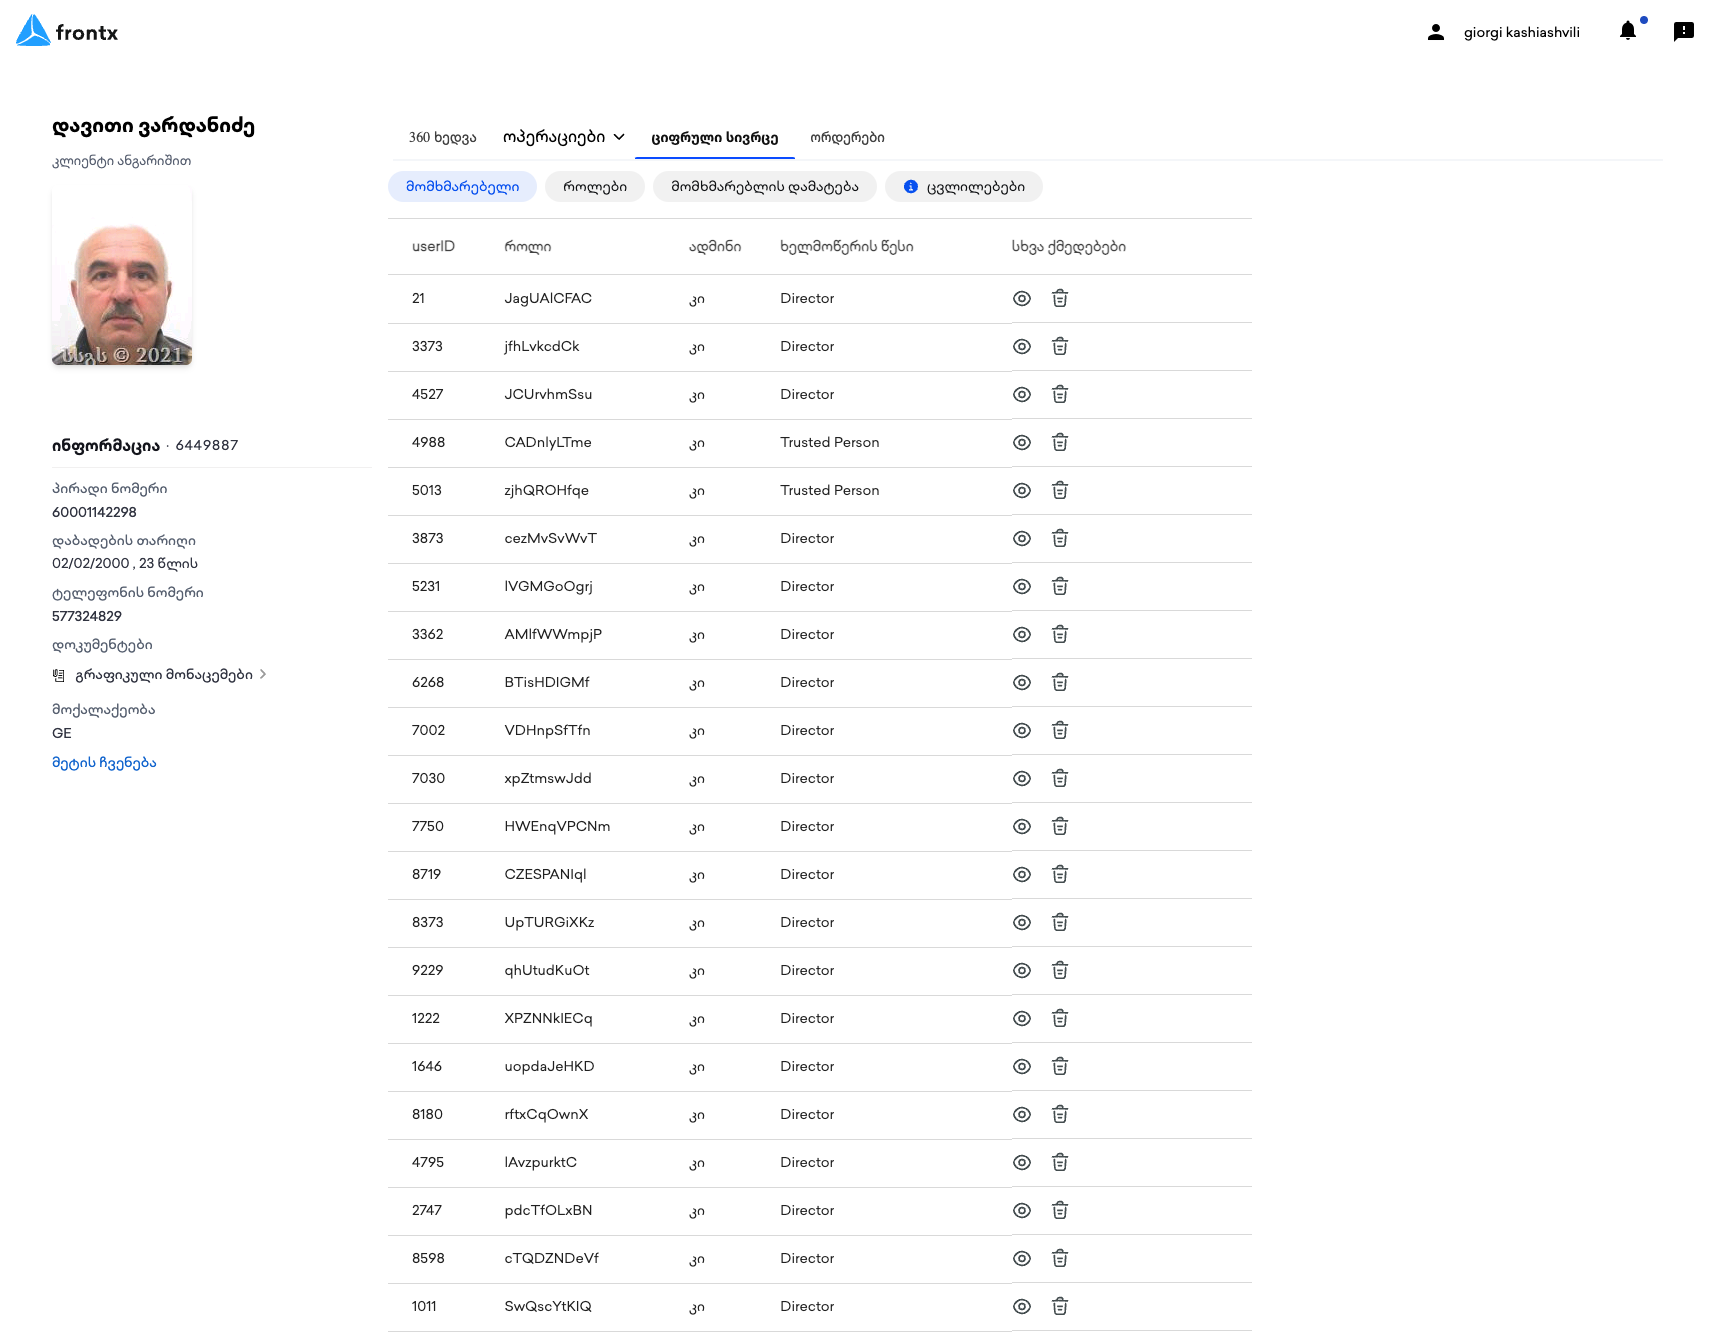 frontx
giorgi kashiashvili
დავითი ვარდანიძე
კლიენტი ანგარიშით
სსგს © 2021
ინფორმაცია · 6449887
პირადი ნომერი
60001142298
დაბადების თარიღი
02/02/2000 , 23 წლის
ტელეფონის ნომერი
577324829
დოკუმენტები
გრაფიკული მონაცემები
მოქალაქეობა
GE
მეტის ჩვენება
360 ხედვა ოპერაციები ციფრული სივრცე ორდერები
მომხმარებელი როლები მომხმარებლის დამატება ცვლილებები
userID როლი ადმინი ხელმოწერის წესი სხვა ქმედებები
21 JagUAlCFAC კი Director
3373 jfhLvkcdCk კი Director
4527 JCUrvhmSsu კი Director
4988 CADnlyLTme კი Trusted Person
5013 zjhQROHfqe კი Trusted Person
3873 cezMvSvWvT კი Director
5231 lVGMGoOgrj კი Director
3362 AMlfWWmpjP კი Director
6268 BTisHDIGMf კი Director
7002 VDHnpSfTfn კი Director
7030 xpZtmswJdd კი Director
7750 HWEnqVPCNm კი Director
8719 CZESPANlql კი Director
8373 UpTURGiXKz კი Director
9229 qhUtudKuOt კი Director
1222 XPZNNklECq კი Director
1646 uopdaJeHKD კი Director
8180 rftxCqOwnX კი Director
4795 lAvzpurktC კი Director
2747 pdcTfOLxBN კი Director
8598 cTQDZNDeVf კი Director
1011 SwQscYtKlQ კი Director